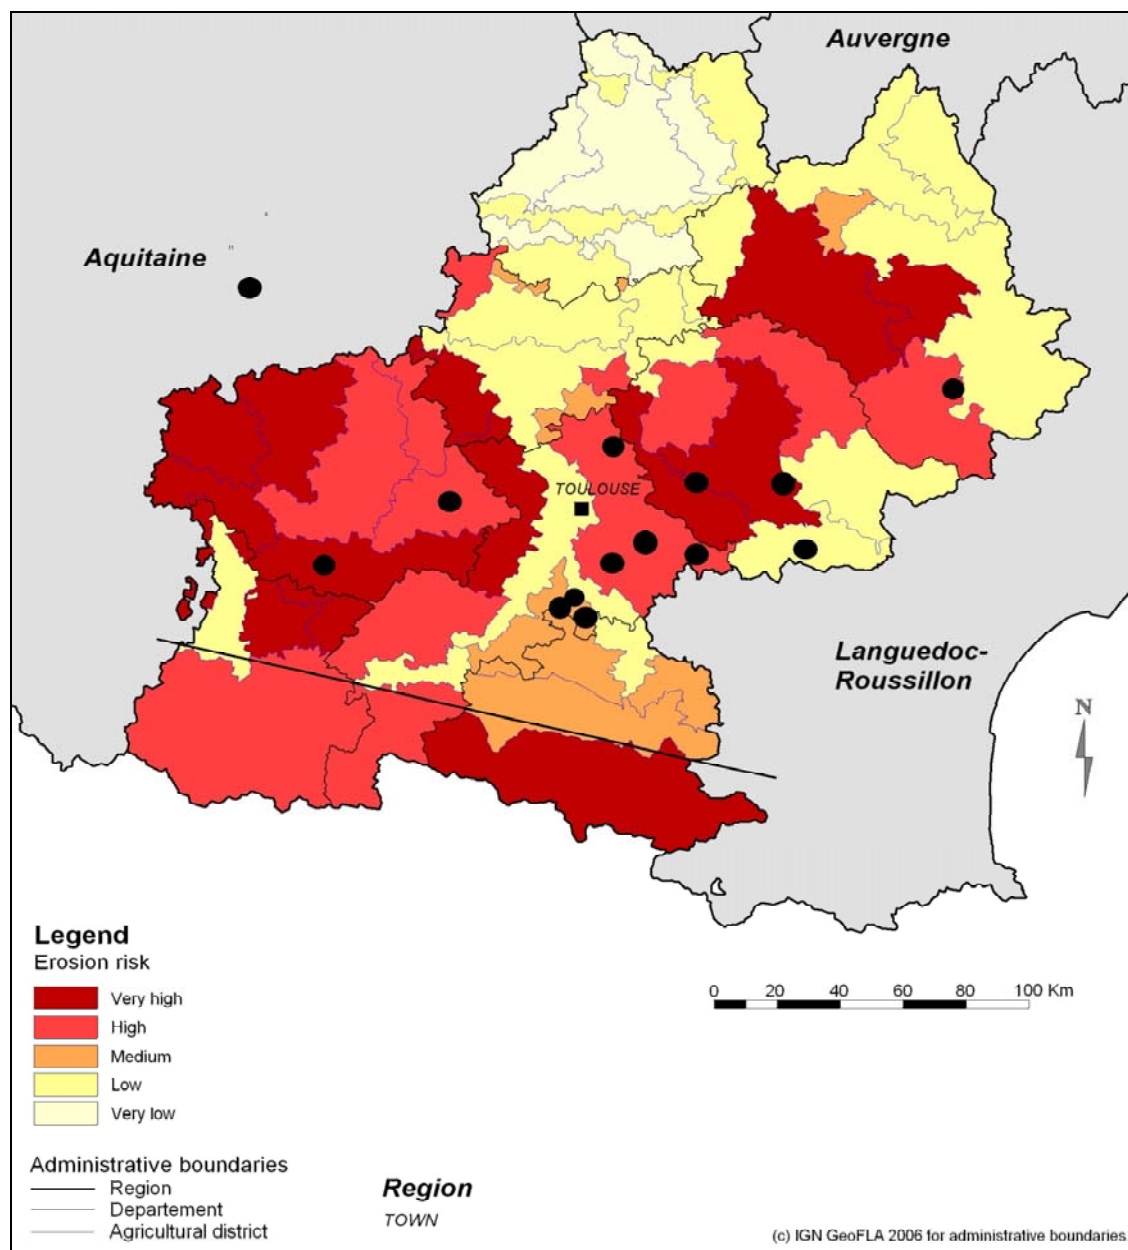 Auvergne
Aquitaine
TOULOUSE
Languedoc-
Roussillon
N
Legend
Erosion risk
Very high
High
Medium
Low
Very low
0 20 40 60 80 100 Km
Administrative boundaries
Region
Departement
Agricultural district
Region
TOWN
(c) IGN GeoFLA 2006 for administrative boundaries